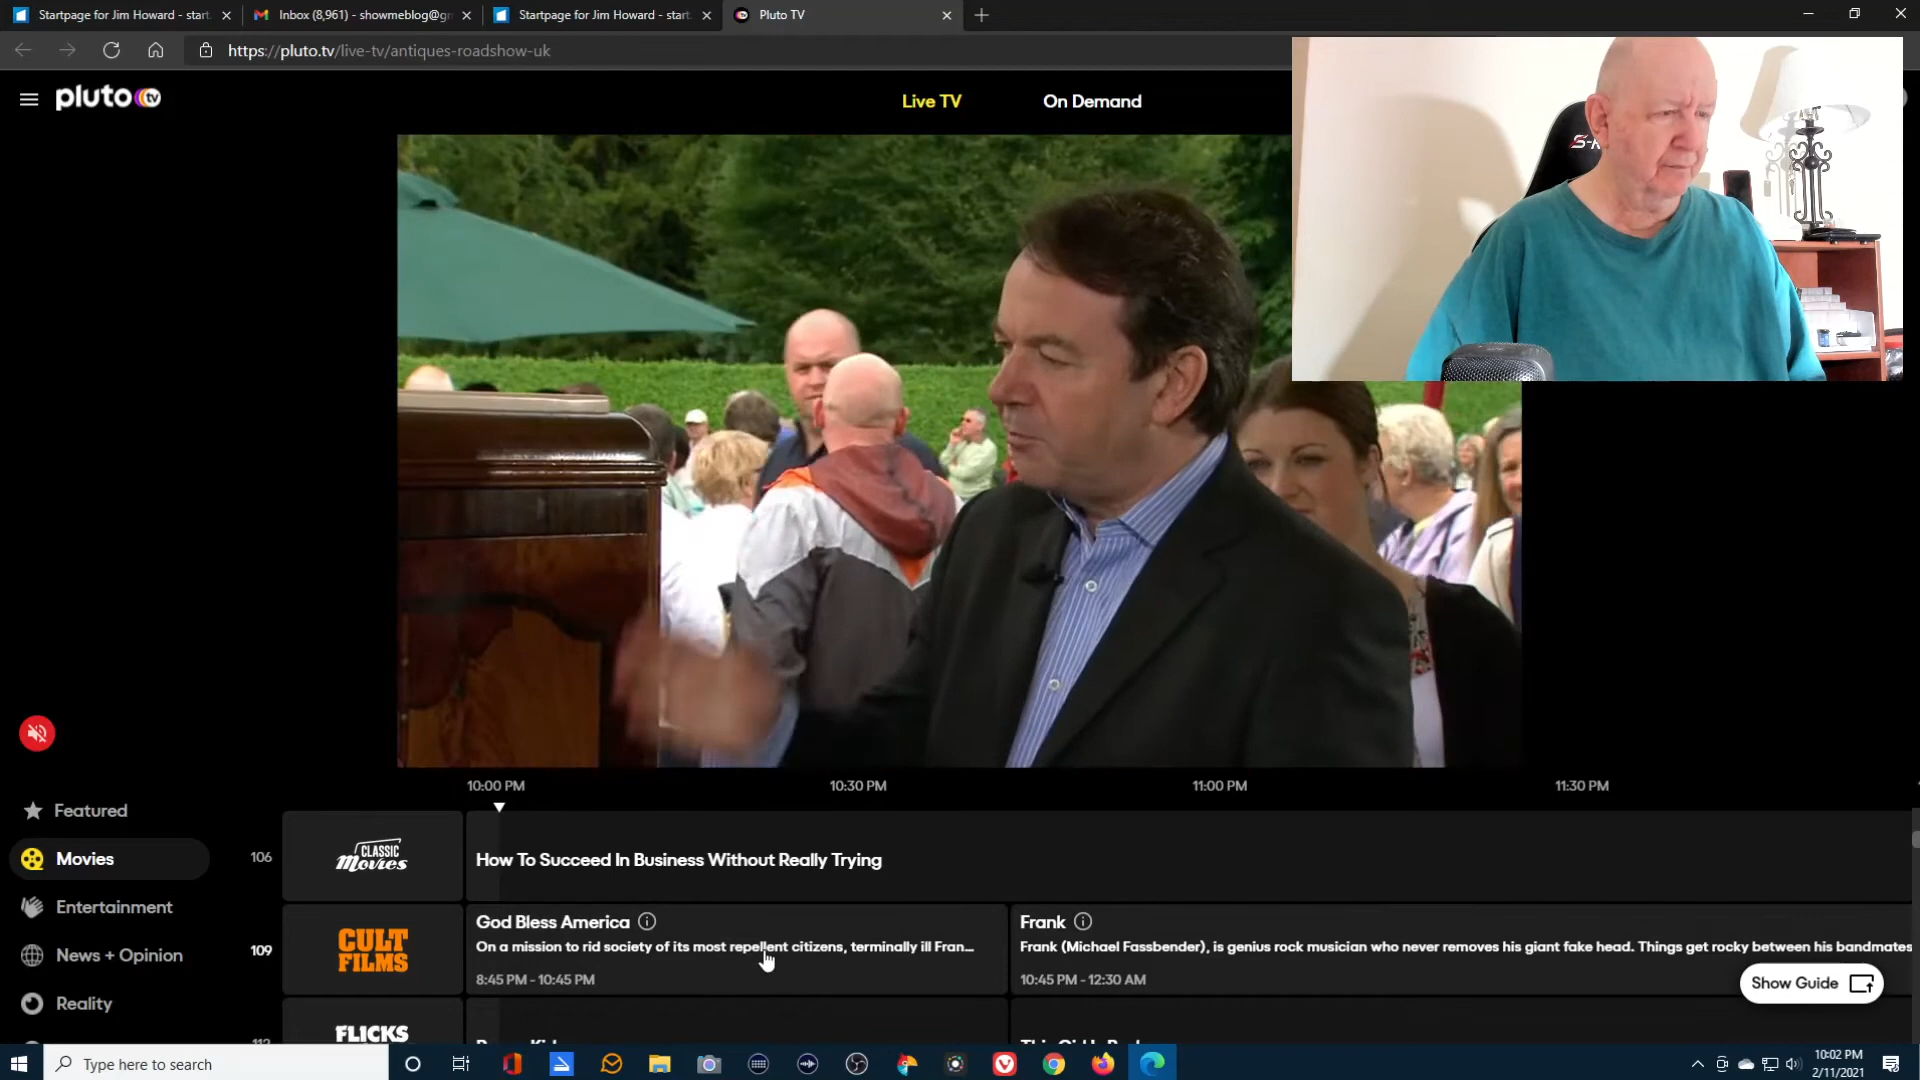 Startpage for Jim Howard - start.
Inbox (8,961) - showmeblog@gr
Startpage for Jim Howard - start.
Pluto TV
https://pluto.tv/live-tv/antiques-roadshow-uk
pluto tv
Live TV
On Demand
10:00 PM
10:30 PM
11:00 PM
11:30 PM
Featured
Movies
106
CLASSIC
Movies
How To Succeed In Business Without Really Trying
Entertainment
News + Opinion
109
CULT
FILMS
God Bless America
On a mission to rid society of its most repellent citizens, terminally ill Fran...
8:45 PM - 10:45 PM
Frank
Frank (Michael Fassbender), is genius rock musician who never removes his giant fake head. Things get rocky between his bandmates
10:45 PM - 12:30 AM
Show Guide
Reality
FLICKS
Type here to search
10:02 PM
2/11/2021